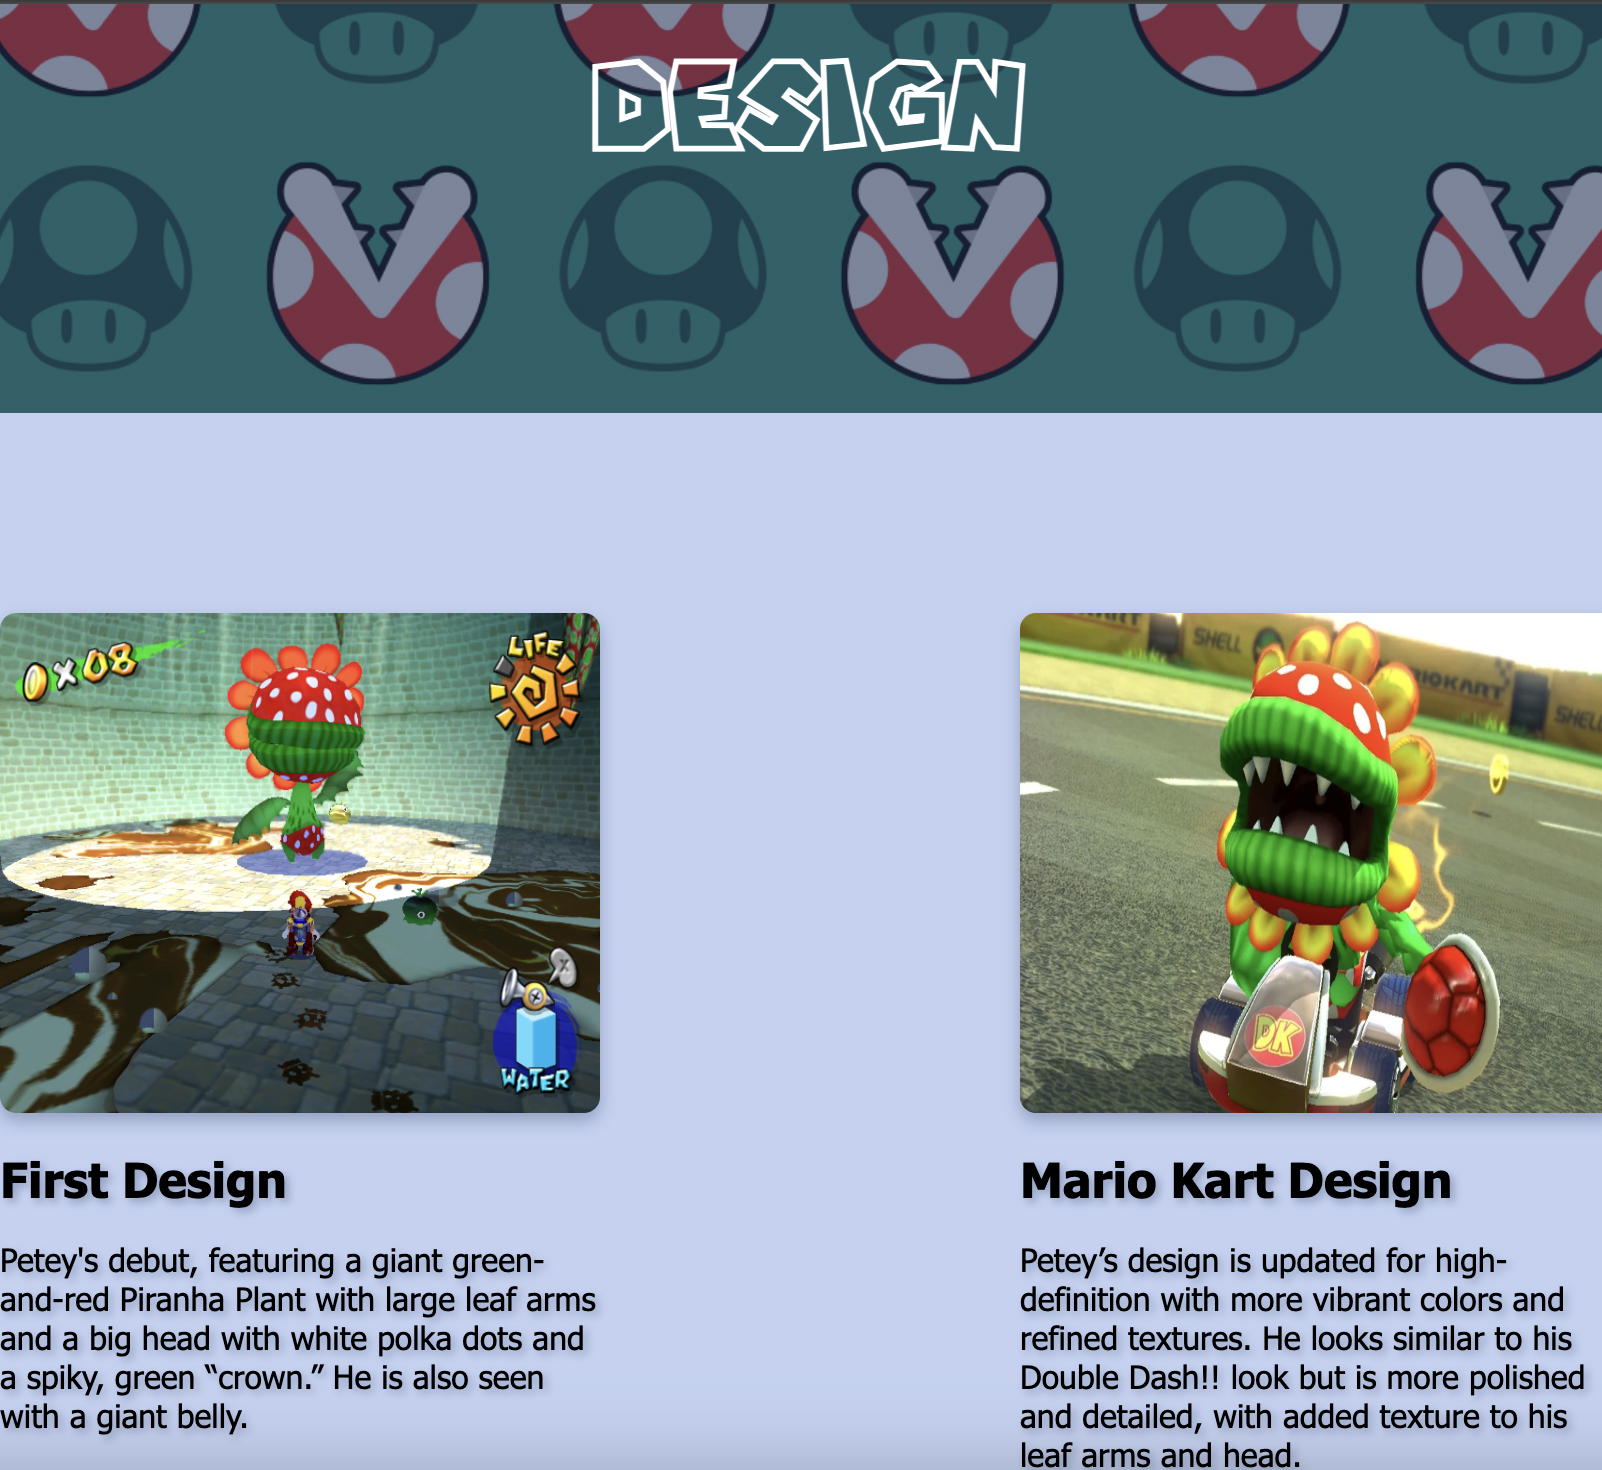 DESIGN
0×08
LIFE
WATER
SHELL
RIOKART
SHELL
DK
First Design
Petey's debut, featuring a giant green-
and-red Piranha Plant with large leaf arms
and a big head with white polka dots and
a spiky, green “crown.” He is also seen
with a giant belly.
Mario Kart Design
Petey’s design is updated for high-
definition with more vibrant colors and
refined textures. He looks similar to his
Double Dash!! look but is more polished
and detailed, with added texture to his
leaf arms and head.